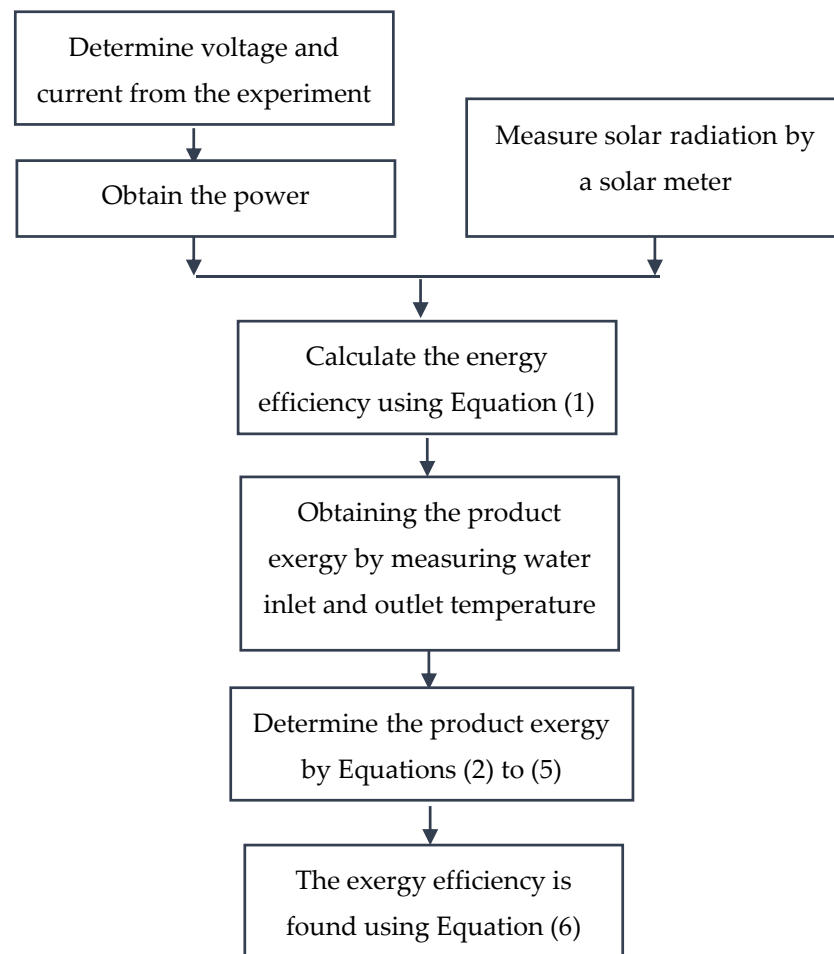 Determine voltage and
current from the experiment
Obtain the power
Measure solar radiation by
a solar meter
Calculate the energy
efficiency using Equation (1)
Obtaining the product
exergy by measuring water
inlet and outlet temperature
Determine the product exergy
by Equations (2) to (5)
The exergy efficiency is
found using Equation (6)